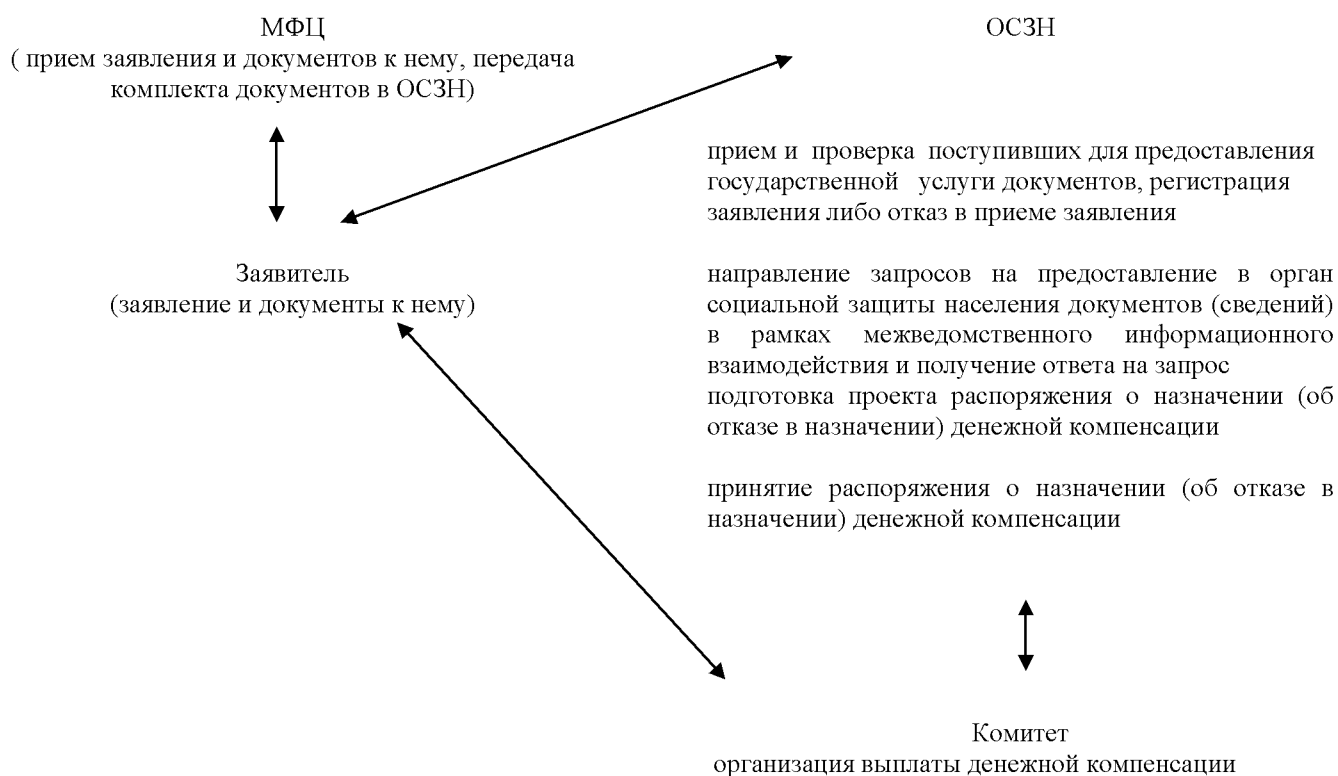 МФЦ
( прием заявления и документов к нему, передача
комплекта документов в ОСЗН)
Заявитель
(заявление и документы к нему)
ОСЗН
прием и проверка поступивших для предоставления
государственной услуги документов, регистрация
заявления либо отказ в приеме заявления
направление запросов на предоставление в орган
социальной защиты населения документов (сведений)
в рамках межведомственного информационного
взаимодействия и получение ответа на запрос
подготовка проекта распоряжения о назначении (об
отказе в назначении) денежной компенсации
принятие распоряжения о назначении (об отказе в
назначении) денежной компенсации
Комитет
организация выплаты денежной компенсации